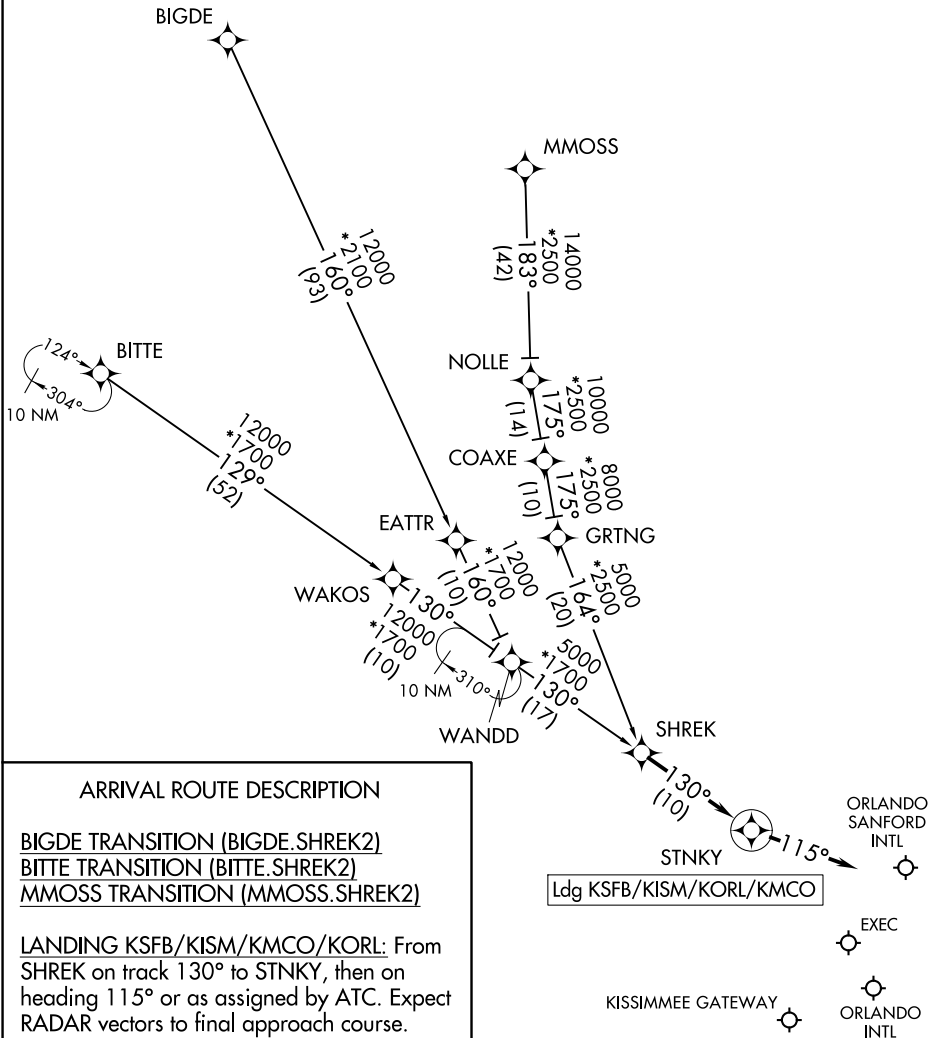 BIGDE
MMOSS
12000
*2100
160°
(93)
14000
*2500
183°
(42)
BITTE
124°
304°
10 NM
NOLLE
10000
*2500
175°
(14)
12000
*1700
129°
(52)
COAXE
8000
*2500
175°
(10)
EATTR
GRTNG
12000
*1700
160°
(10)
5000
*2500
164°
(20)
WAKOS
130°
12000
*1700
(10)
310°
10 NM
5000
*1700
130°
(17)
WANDD
SHREK
130°
(10)
STNKY
115°
Ldg KSFB/KISM/KORL/KMCO
ORLANDO
SANFORD
INTL
EXEC
KISSIMMEE GATEWAY
ORLANDO
INTL
ARRIVAL ROUTE DESCRIPTION
BIGDE TRANSITION (BIGDE.SHREK2)
BITTE TRANSITION (BITTE.SHREK2)
MMOSS TRANSITION (MMOSS.SHREK2)
LANDING KSFB/KISM/KMCO/KORL: From
SHREK on track 130° to STNKY, then on
heading 115° or as assigned by ATC. Expect
RADAR vectors to final approach course.